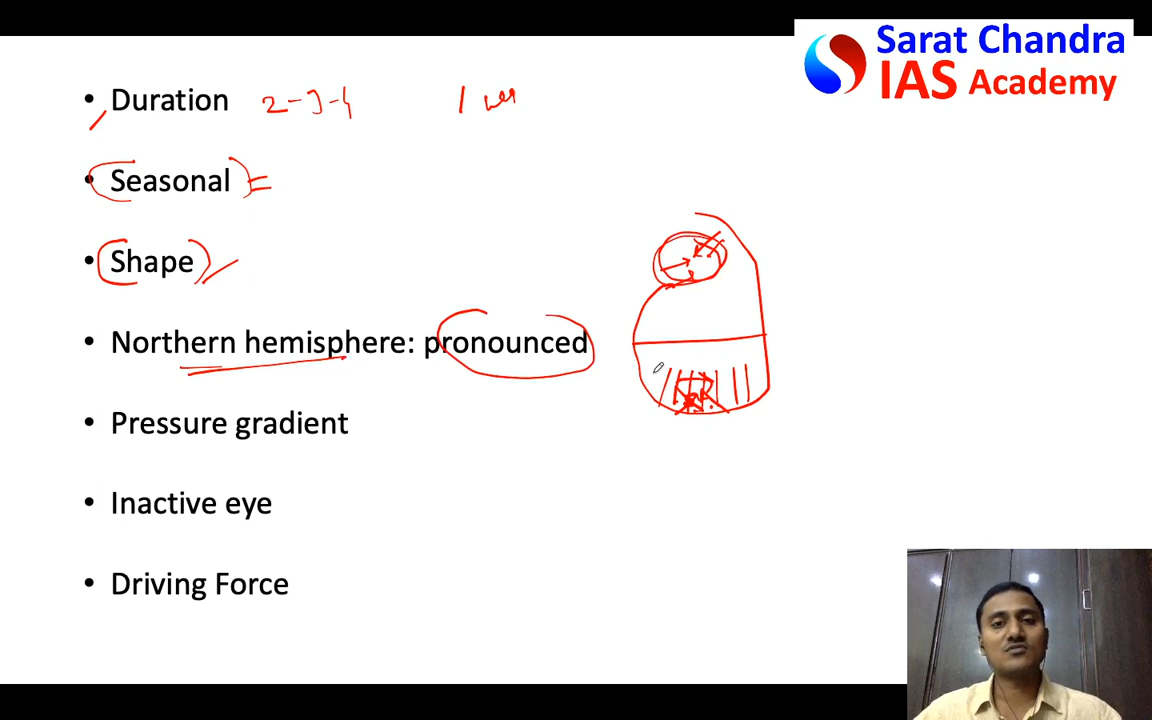 Sarat Chandra
IAS Academy
• Duration 2-3-4 1
• Seasonal =
• Shape
• Northern hemisphere: pronounced
• Pressure gradient
• Inactive eye
• Driving Force